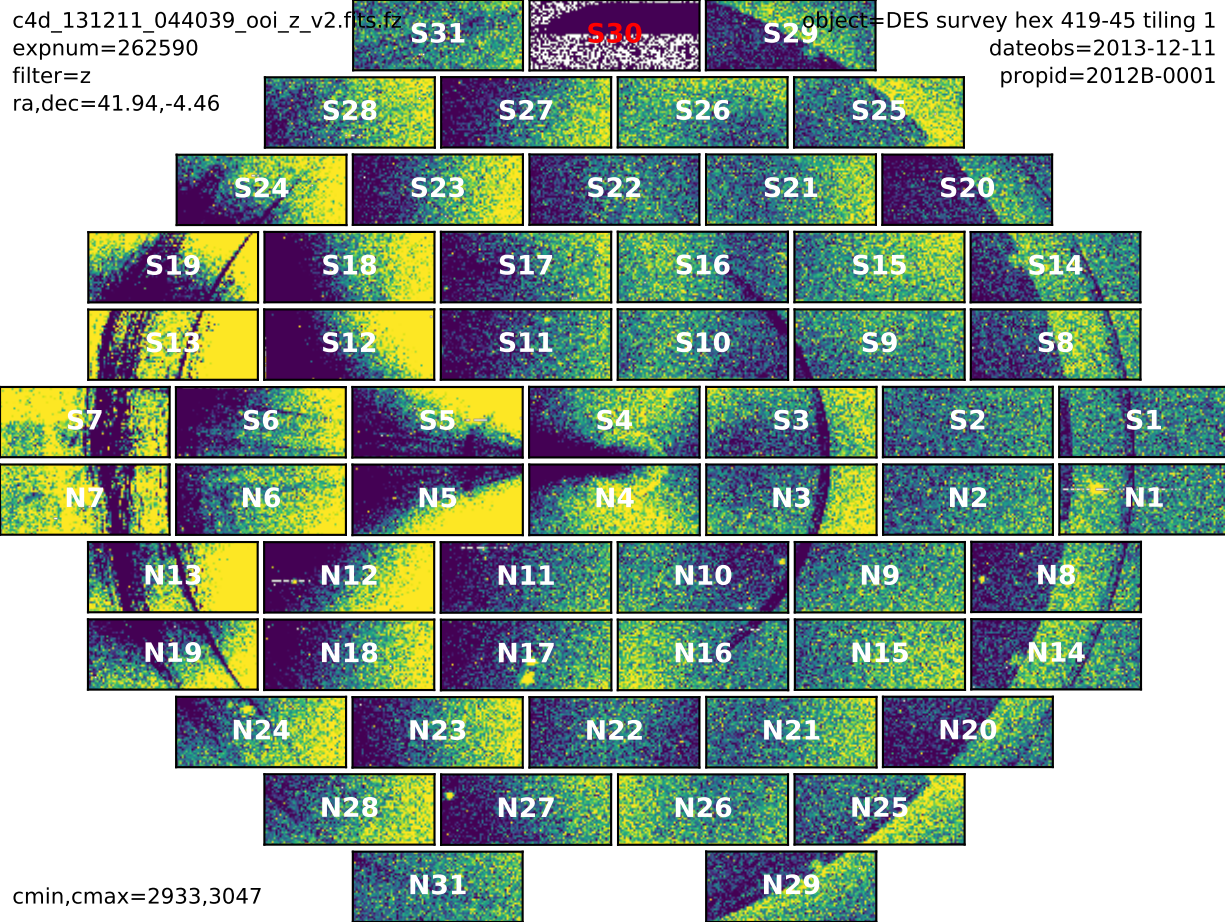 c4d_131211_044039_ooi_z_v2.fits.fz
object=DES survey hex 419-45 tiling 1
expnum=262590
dateobs=2013-12-11
filter=z
propid=2012B-0001
ra,dec=41.94,-4.46
S31 S30 S29
S28 S27 S26 S25
S24 S23 S22 S21 S20
S19 S18 S17 S16 S15 S14
S13 S12 S11 S10 S9 S8
S7 S6 S5 S4 S3 S2 S1
N7 N6 N5 N4 N3 N2 N1
N13 N12 N11 N10 N9 N8
N19 N18 N17 N16 N15 N14
N24 N23 N22 N21 N20
N28 N27 N26 N25
N31 N29
cmin,cmax=2933,3047